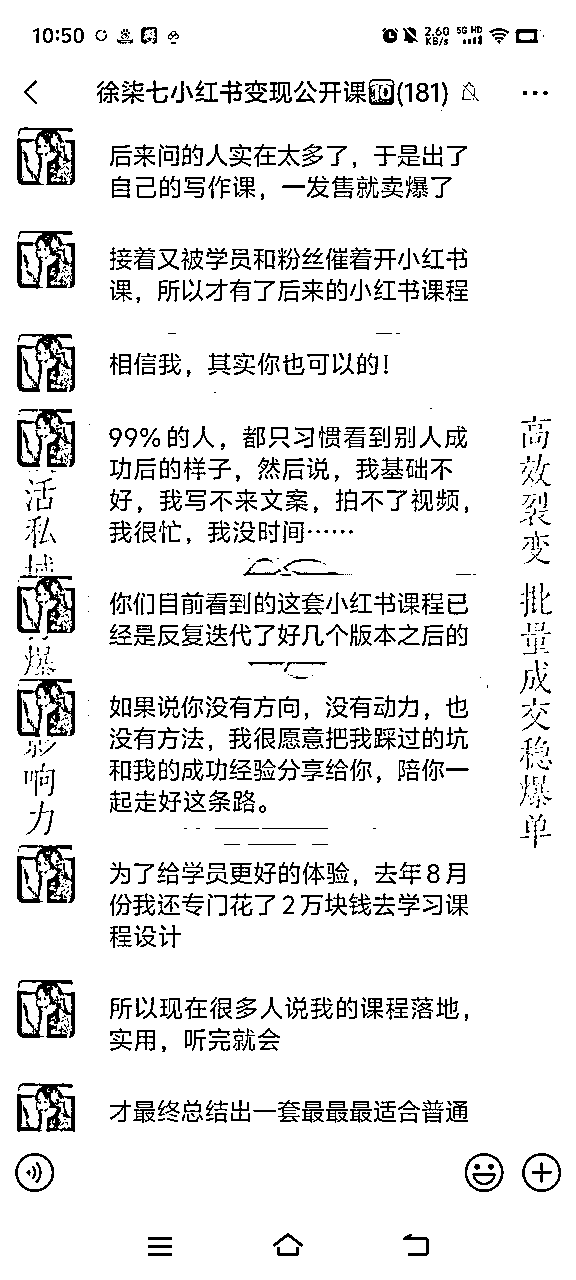 10:50
2.60
KB/s
5G HD
徐柒七小红书变现公开课🔟(181)
后来问的人实在太多了，于是出了
自己的写作课，一发售就卖爆了
接着又被学员和粉丝催着开小红书
课，所以才有了后来的小红书课程
相信我，其实你也可以的！
99%的人，都只习惯看到别人成
功后的样子，然后说，我基础不
好，我写不来文案，拍不了视频，
我很忙，我没时间……
你们目前看到的这套小红书课程已
经是反复迭代了好几个版本之后的
如果说你没有方向，没有动力，也
没有方法，我很愿意把我踩过的坑
和我的成功经验分享给你，陪你一
起走好这条路。
为了给学员更好的体验，去年8月
份我还专门花了2万块钱去学习课
程设计
所以现在很多人说我的课程落地，
实用，听完就会
才最终总结出一套最最最适合普通
活私域
爆
影响力
高效裂变 批量成交稳爆单